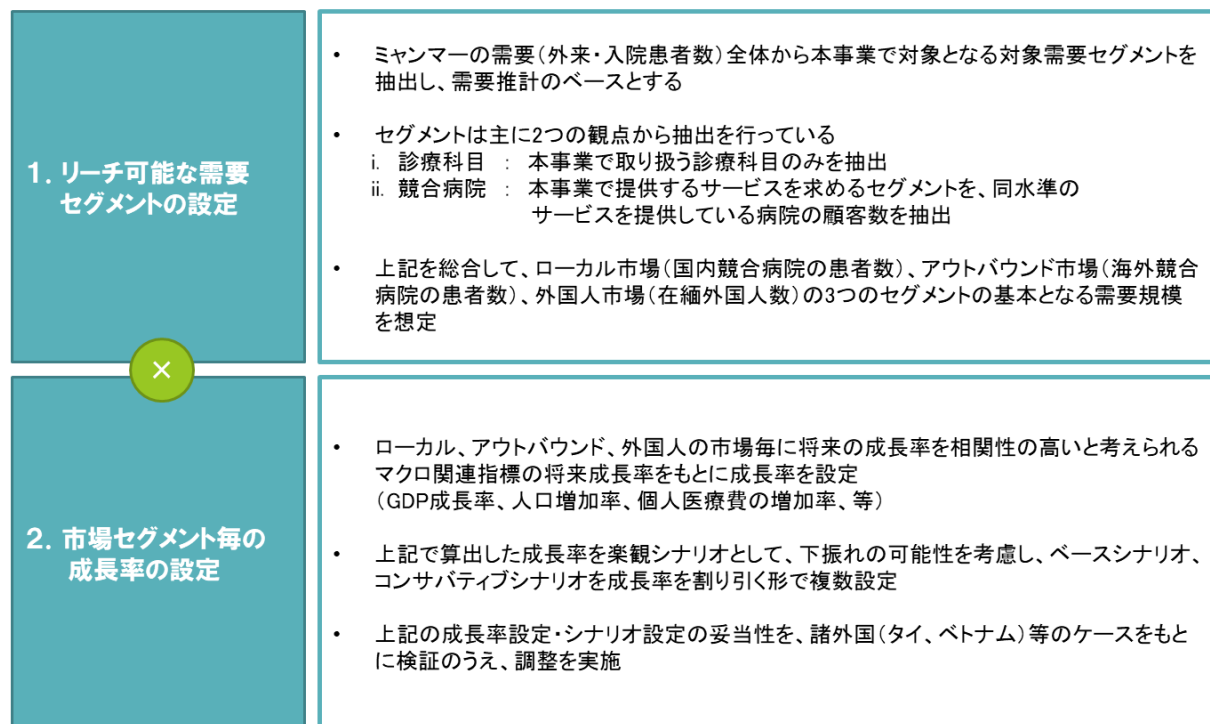 1. リーチ可能な需要
セグメントの設定
• ミャンマーの需要(外来・入院患者数)全体から本事業で対象となる対象需要セグメントを
抽出し、需要推計のベースとする
• セグメントは主に2つの観点から抽出を行っている
i. 診療科目 : 本事業で取り扱う診療科目のみを抽出
ii. 競合病院 : 本事業で提供するサービスを求めるセグメントを、同水準の
サービスを提供している病院の顧客数を抽出
• 上記を総合して、ローカル市場(国内競合病院の患者数)、アウトバウンド市場(海外競合
病院の患者数)、外国人市場(在緬外国人数)の3つのセグメントの基本となる需要規模
を想定
×
2. 市場セグメント毎の
成長率の設定
• ローカル、アウトバウンド、外国人の市場毎に将来の成長率を相関性の高いと考えられる
マクロ関連指標の将来成長率をもとに成長率を設定
(GDP成長率、人口増加率、個人医療費の増加率、等)
• 上記で算出した成長率を楽観シナリオとして、下振れの可能性を考慮し、ベースシナリオ、
コンサバティブシナリオを成長率を割り引く形で複数設定
• 上記の成長率設定・シナリオ設定の妥当性を、諸外国(タイ、ベトナム)等のケースをもと
に検証のうえ、調整を実施